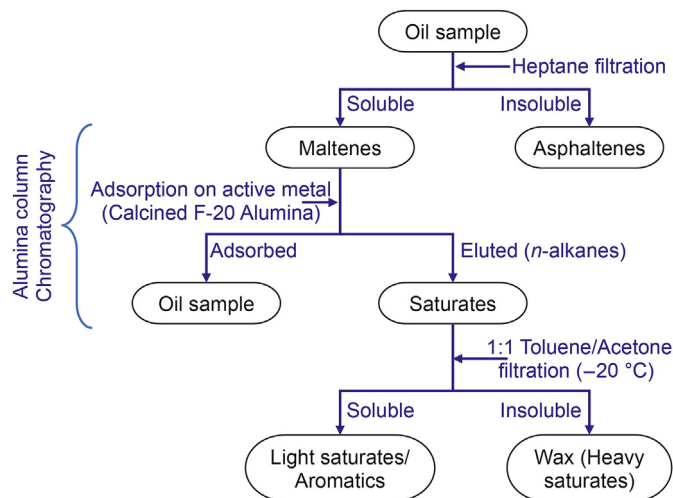 Oil sample
Heptane filtration
Soluble
Insoluble
Maltenes
Asphaltenes
Alumina column
Chromatography
Adsorption on active metal
(Calcined F-20 Alumina)
Adsorbed
Eluted (n-alkanes)
Oil sample
Saturates
1:1 Toluene/Acetone
filtration (–20 °C)
Soluble
Insoluble
Light saturates/
Aromatics
Wax (Heavy
saturates)